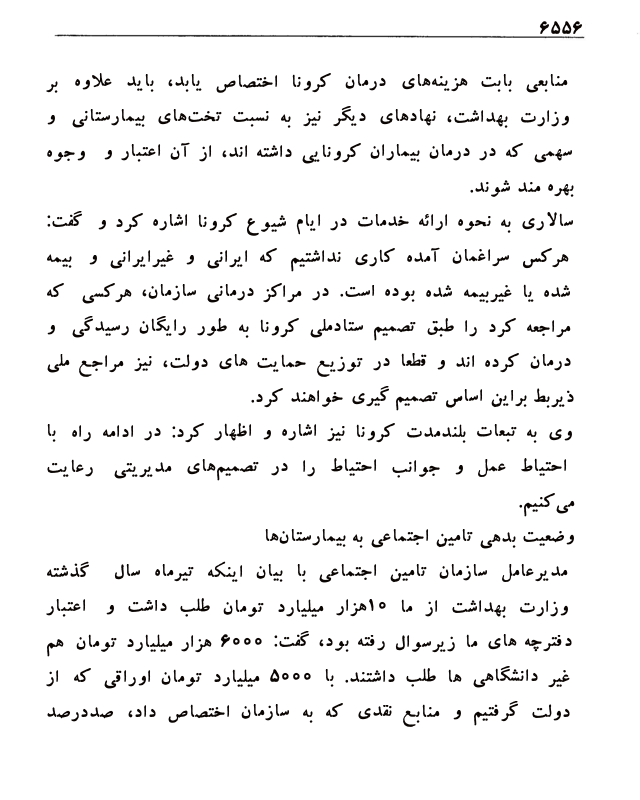 ۶۵۵۶
منابعی بابت هزینه‌های درمان کرونا اختصاص یابد، باید علاوه بر
وزارت بهداشت، نهادهای دیگر نیز به نسبت تخت‌های بیمارستانی و
سهمی که در درمان بیماران کرونایی داشته اند، از آن اعتبار و وجوه
بهره مند شوند.
سالاری به نحوه ارائه خدمات در ایام شیوع کرونا اشاره کرد و گفت:
هرکس سراغمان آمده کاری نداشتیم که ایرانی و غیرایرانی و بیمه
شده یا غیربیمه شده بوده است. در مراکز درمانی سازمان، هرکسی که
مراجعه کرد را طبق تصمیم ستادملی کرونا به طور رایگان رسیدگی و
درمان کرده اند و قطعا در توزیع حمایت های دولت، نیز مراجع ملی
ذیربط براین اساس تصمیم گیری خواهند کرد.
وی به تبعات بلندمدت کرونا نیز اشاره و اظهار کرد: در ادامه راه با
احتیاط عمل و جوانب احتیاط را در تصمیم‌های مدیریتی رعایت
می‌کنیم.
وضعیت بدهی تامین اجتماعی به بیمارستان‌ها
مدیرعامل سازمان تامین اجتماعی با بیان اینکه تیرماه سال گذشته
وزارت بهداشت از ما ۱۰هزار میلیارد تومان طلب داشت و اعتبار
دفترچه های ما زیرسوال رفته بود، گفت: ۶۰۰۰ هزار میلیارد تومان هم
غیر دانشگاهی ها طلب داشتند. با ۵۰۰۰ میلیارد تومان اوراقی که از
دولت گرفتیم و منابع نقدی که به سازمان اختصاص داد، صددرصد